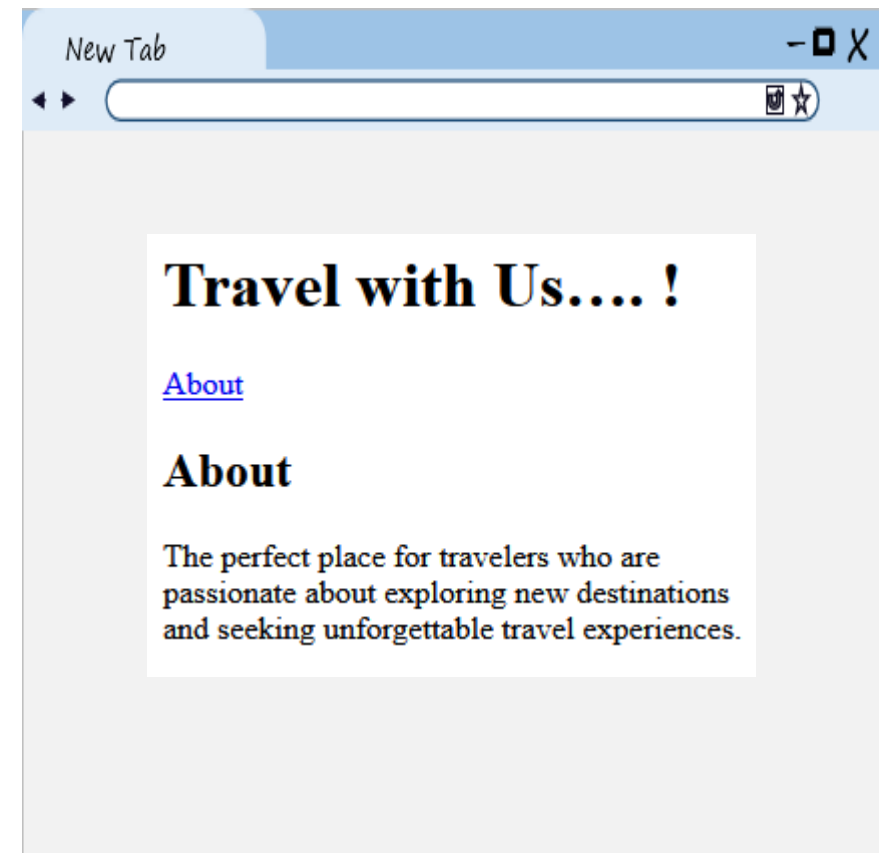 New Tab
Travel with Us.... !
About
About
The perfect place for travelers who are
passionate about exploring new destinations
and seeking unforgettable travel experiences.